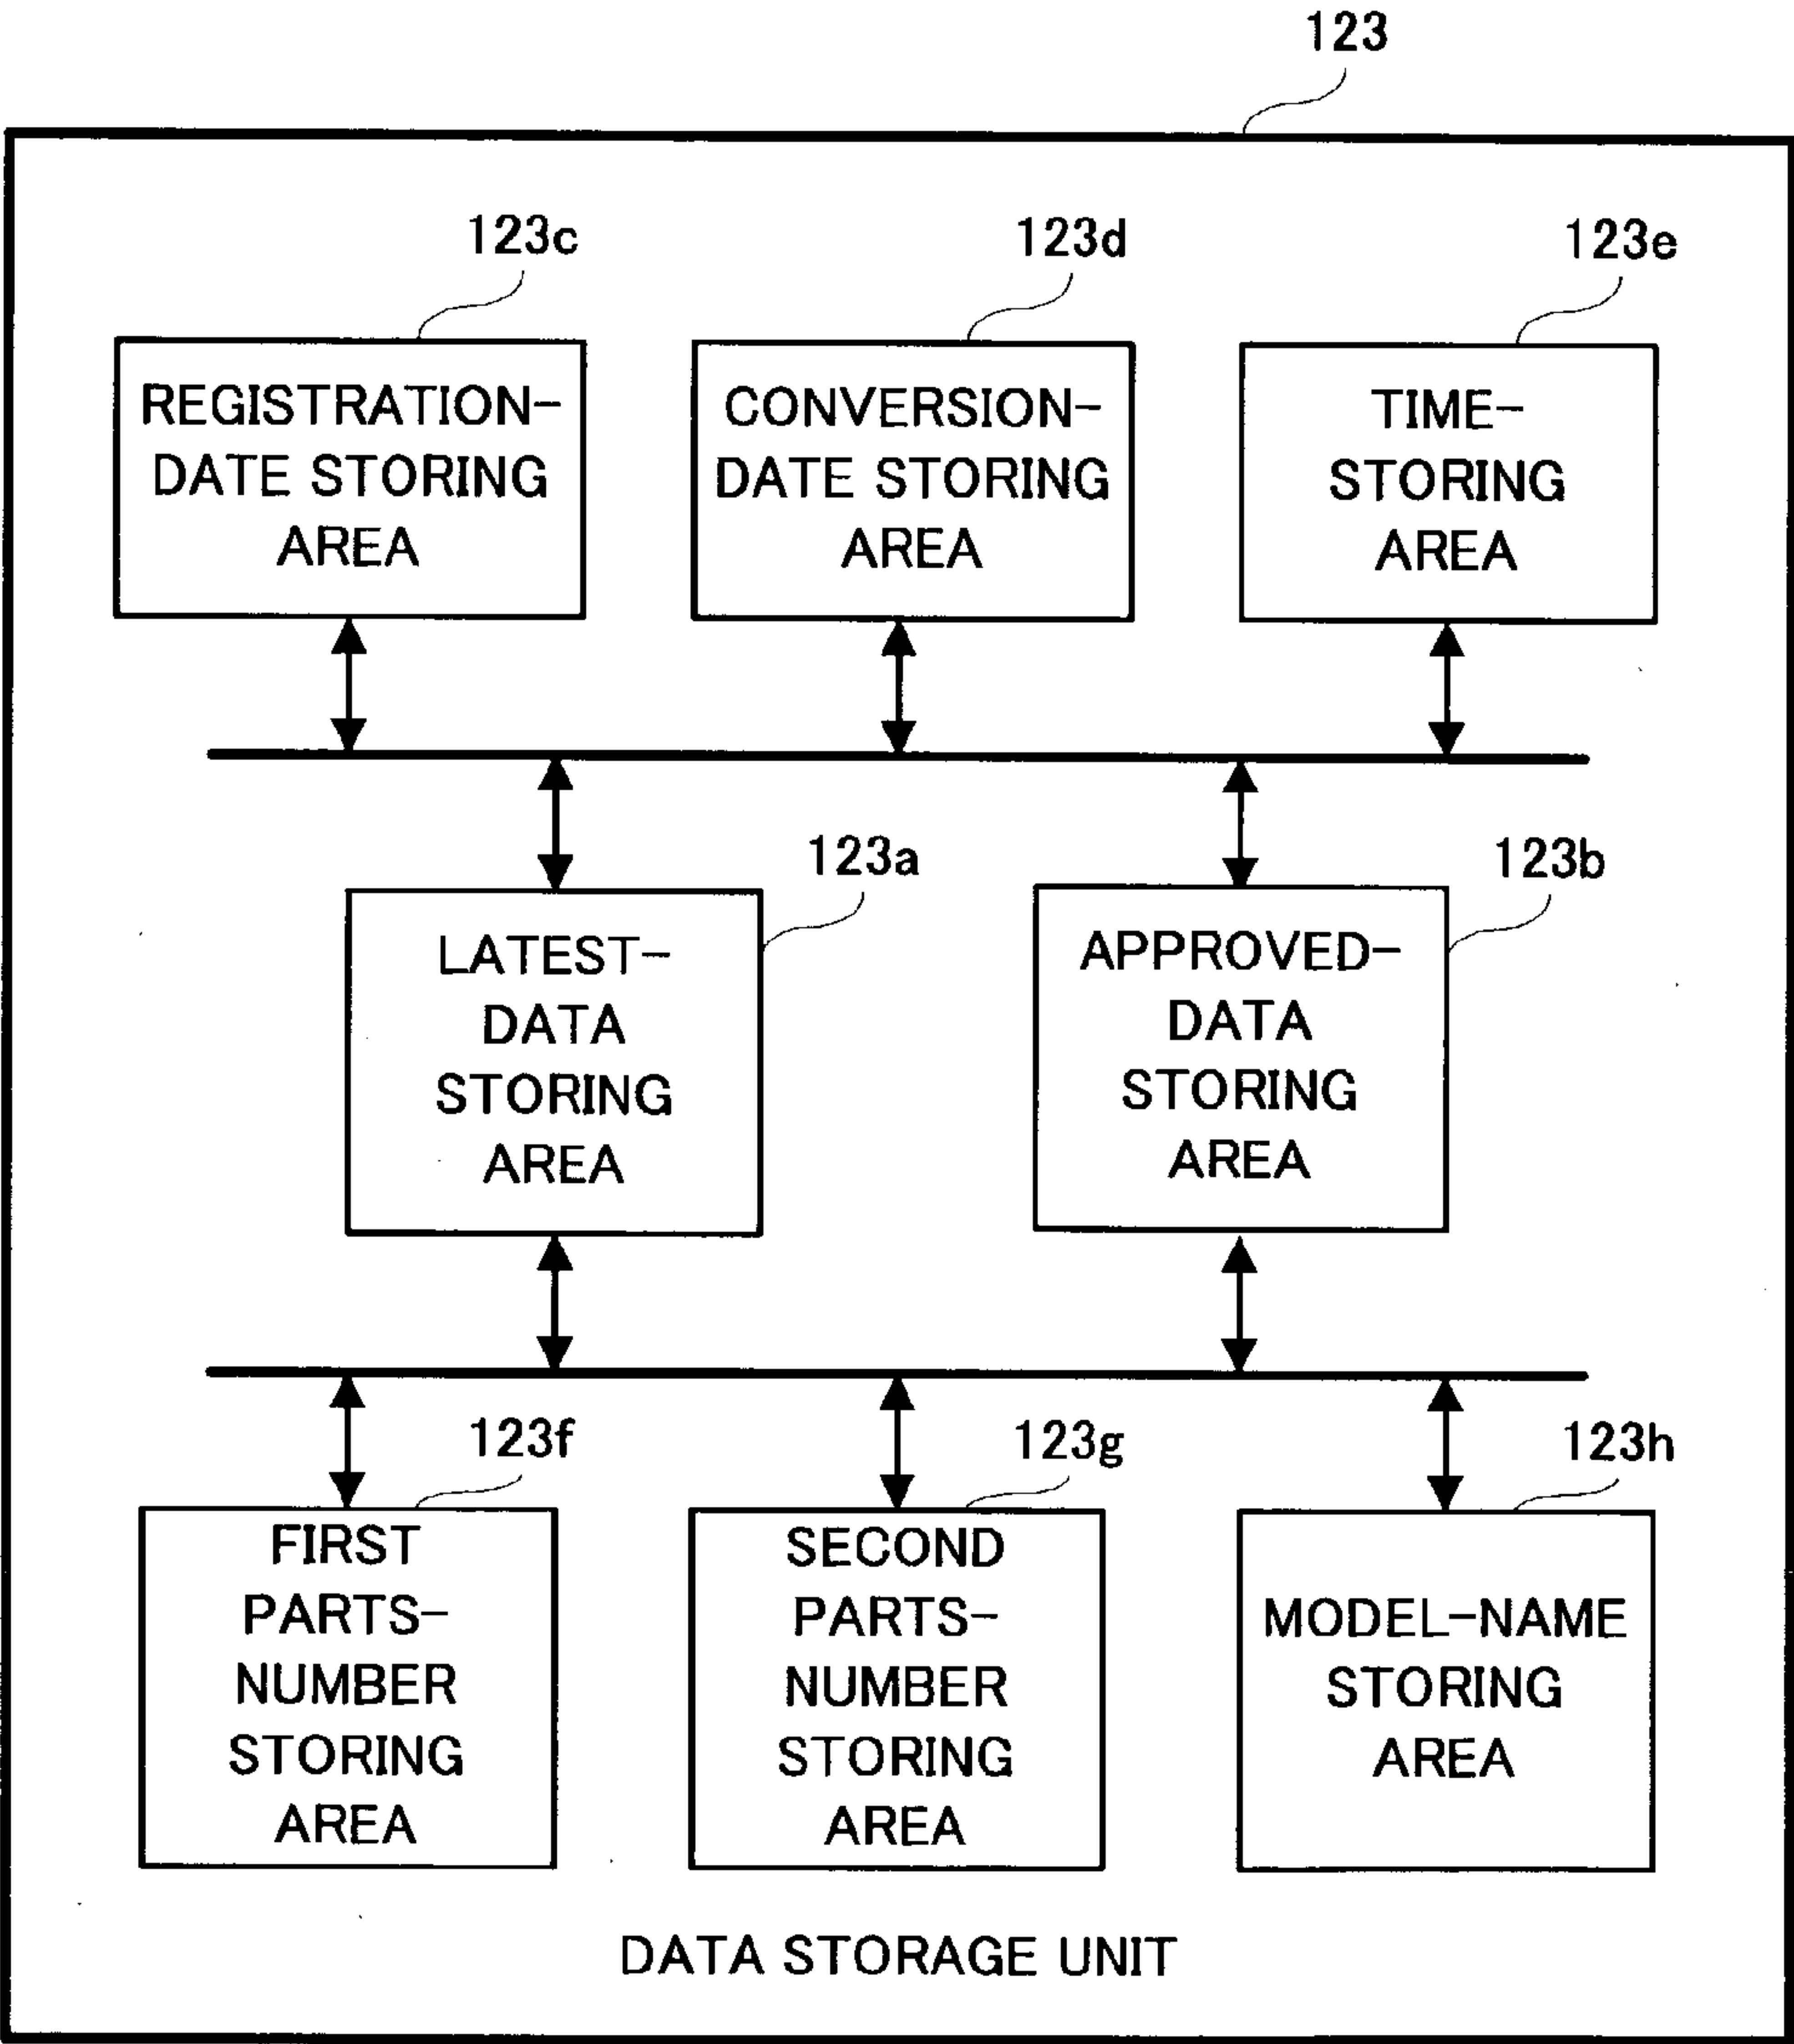 123
123c
123d
123e
REGISTRATION-
DATE STORING
AREA
CONVERSION-
DATE STORING
AREA
TIME-
STORING
AREA
123a
123b
LATEST-
DATA
STORING
AREA
APPROVED-
DATA
STORING
AREA
123f
123g
123h
FIRST
PARTS-
NUMBER
STORING
AREA
SECOND
PARTS-
NUMBER
STORING
AREA
MODEL-NAME
STORING
AREA
DATA STORAGE UNIT